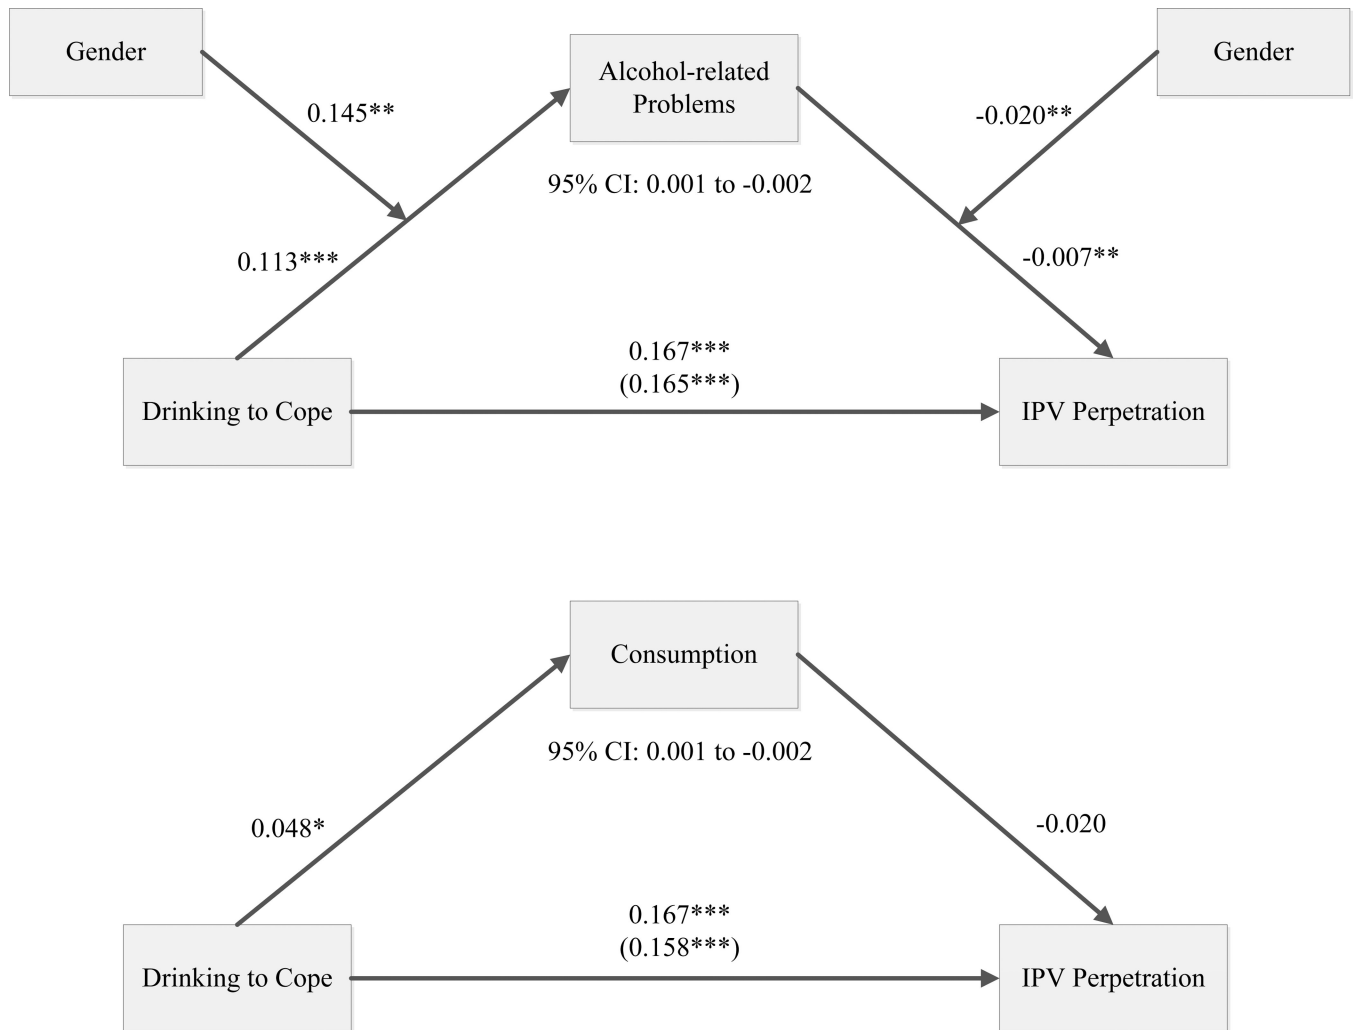 Gender
Alcohol-related
Problems
Gender
0.145**
-0.020**
95% CI: 0.001 to -0.002
0.113***
-0.007**
0.167***
(0.165***)
Drinking to Cope
IPV Perpetration
Consumption
95% CI: 0.001 to -0.002
0.048*
-0.020
0.167***
(0.158***)
Drinking to Cope
IPV Perpetration